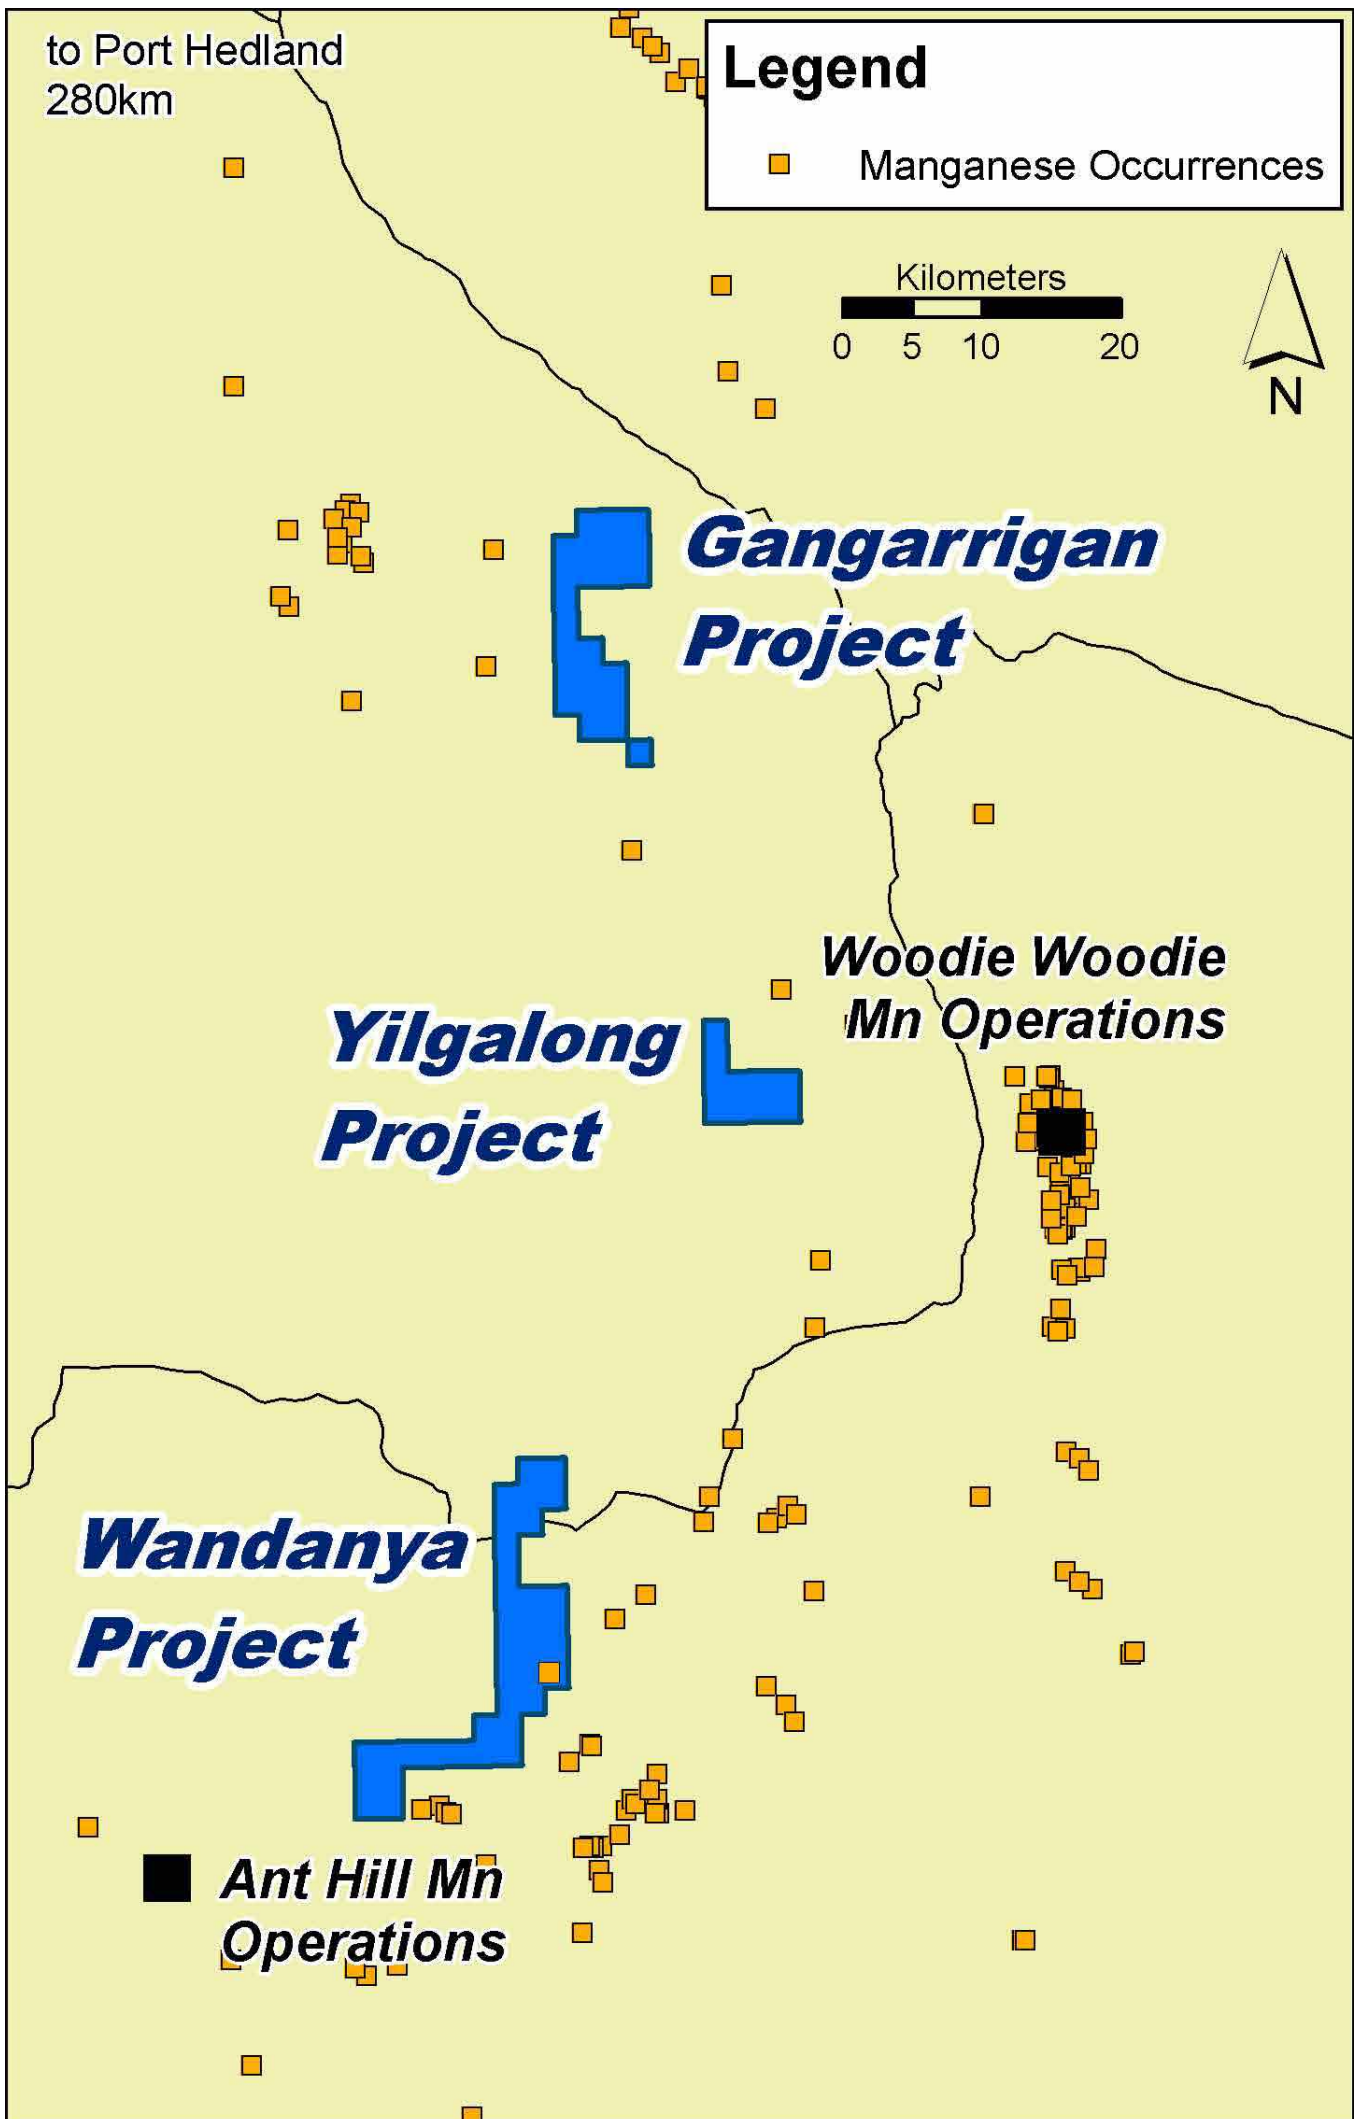 to Port Hedland
280km
Legend
Manganese Occurrences
Kilometers
0 5 10 20
N
Gangarrigan
Project
Woodie Woodie
Mn Operations
Yilgalong
Project
Wandanya
Project
Ant Hill Mn
Operations